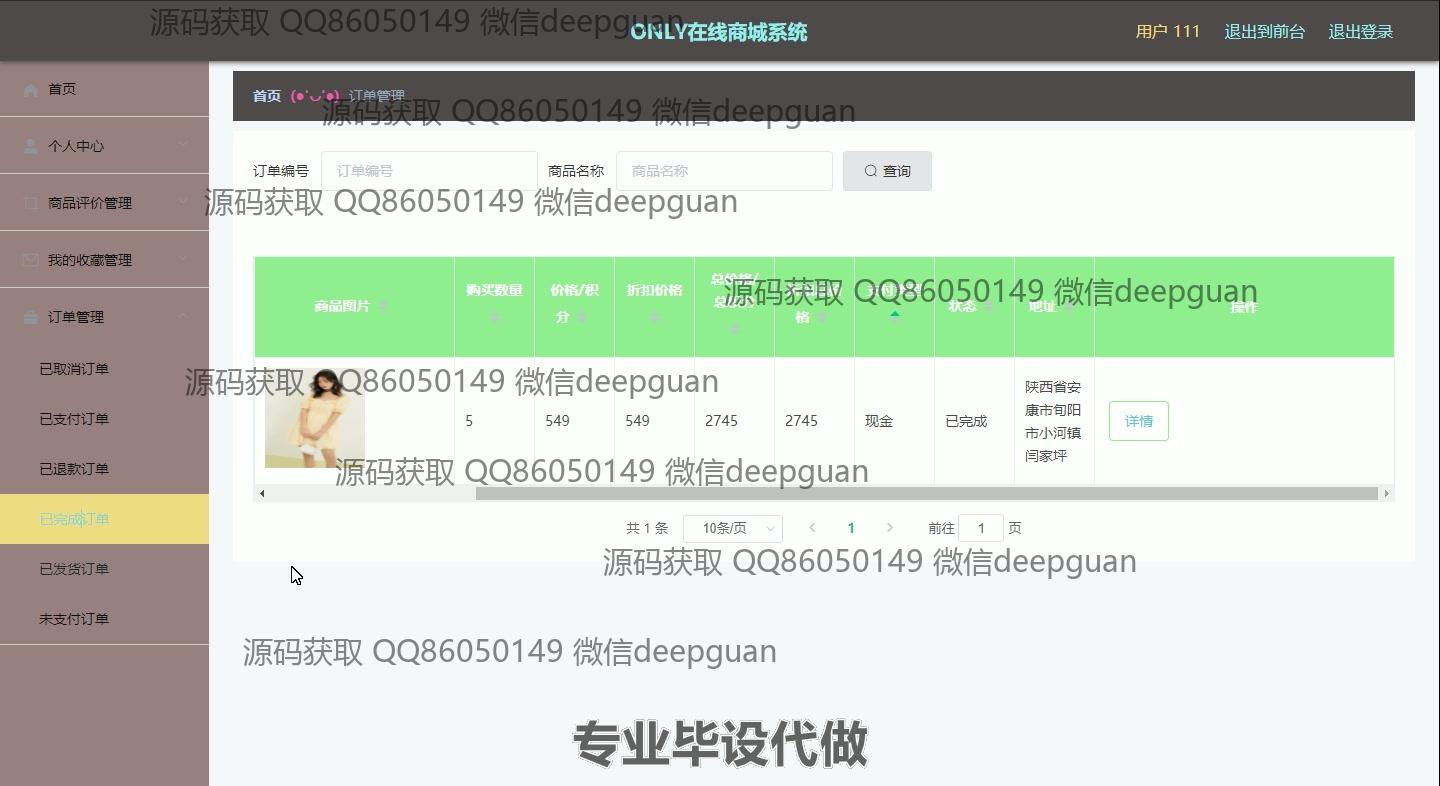 源码获取 QQ86050149 微信deepguan
ONLY在线商城系统
用户 111
退出到前台
退出登录
首页
个人中心
商品评价管理
我的收藏管理
订单管理
已取消订单
已支付订单
已退款订单
已完成订单
已发货订单
未支付订单
首页 (●'◡'●) 订单管理
源码获取 QQ86050149 微信deepguan
订单编号 订单编号 商品名称 商品名称 查询
源码获取 QQ86050149 微信deepguan
商品图片 购买数量 价格/积分 折扣价格 总价格/ 格 状态 地址 操作
源码获取 QQ86050149 微信deepguan
源码获取 QQ86050149 微信deepguan
5 549 549 2745 2745 现金 已完成
陕西省安
康市旬阳
市小河镇
闫家坪
详情
源码获取 QQ86050149 微信deepguan
共 1 条 10条/页 1 前往 1 页
源码获取 QQ86050149 微信deepguan
源码获取 QQ86050149 微信deepguan
专业毕设代做